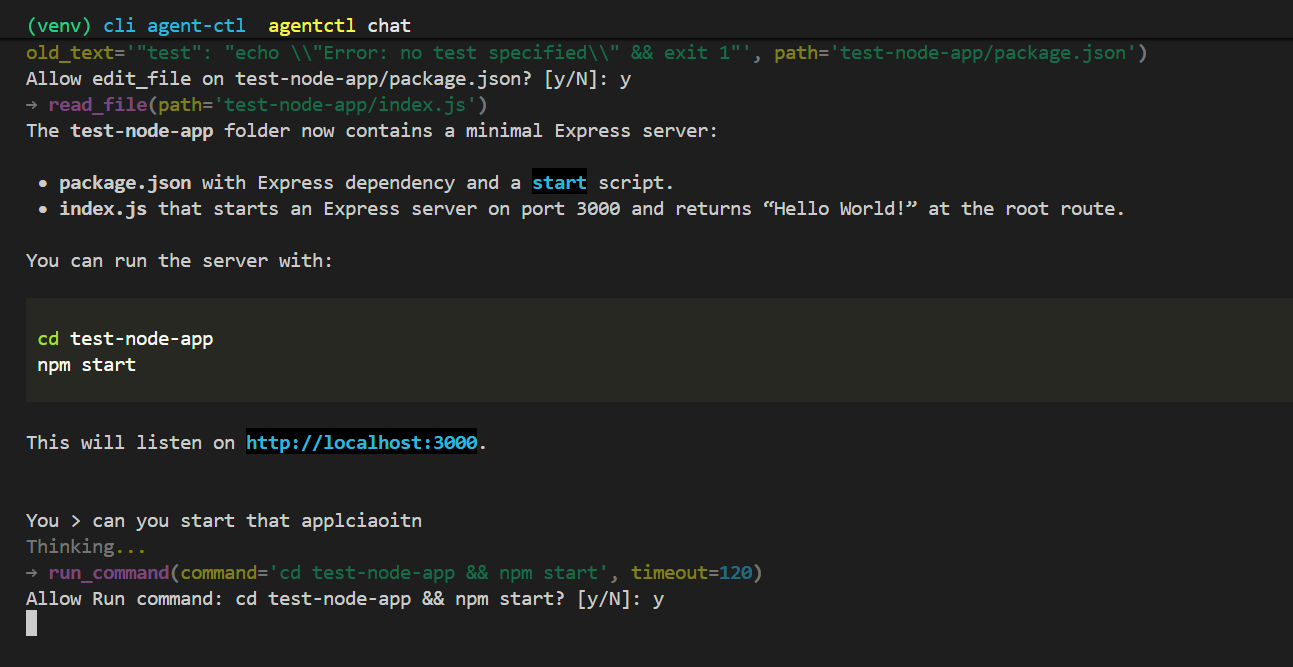 (venv) cli agent-ctl agentctl chat
old_text='"test": "echo \\"Error: no test specified\\" && exit 1"', path='test-node-app/package.json')
Allow edit_file on test-node-app/package.json? [y/N]: y
→ read_file(path='test-node-app/index.js')
The test-node-app folder now contains a minimal Express server:
• package.json with Express dependency and a start script.
• index.js that starts an Express server on port 3000 and returns “Hello World!” at the root route.
You can run the server with:
cd test-node-app
npm start
This will listen on http://localhost:3000.
You > can you start that applciaoitn
Thinking...
→ run_command(command='cd test-node-app && npm start', timeout=120)
Allow Run command: cd test-node-app && npm start? [y/N]: y